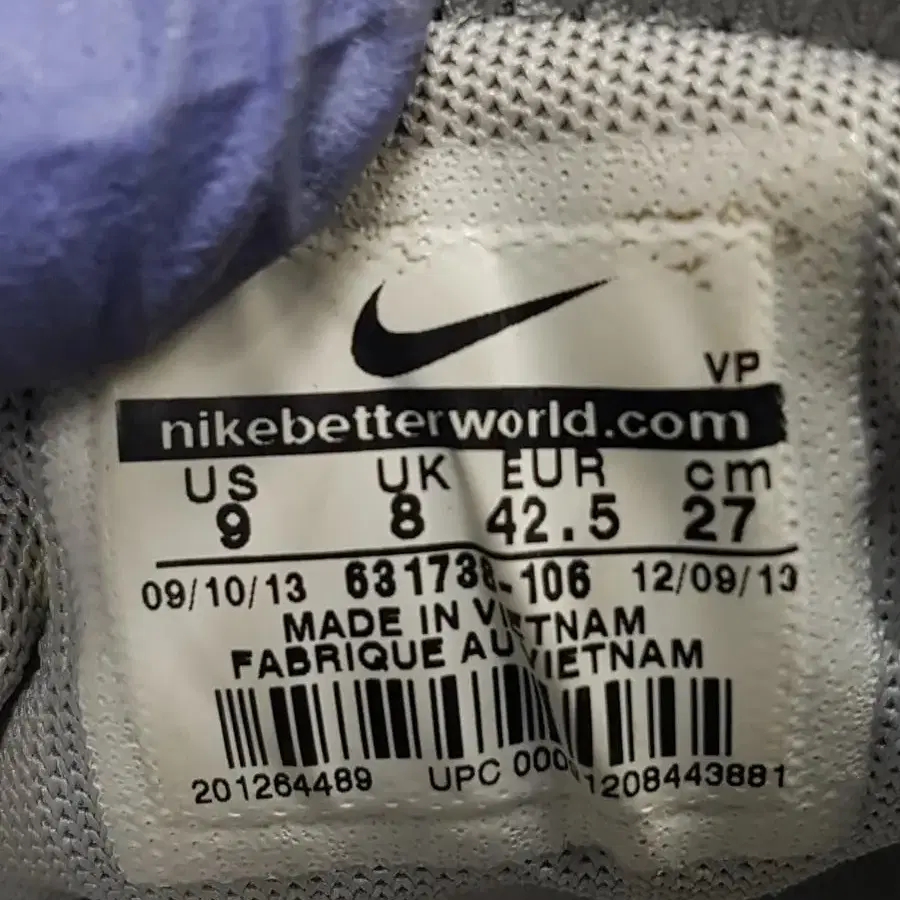 VP
nikebetterworld.com
US UK EUR cm
9 8 42.5 27
09/10/13 631738-106 12/09/13
MADE IN VIETNAM
FABRIQUE AU VIETNAM
201264489 UPC